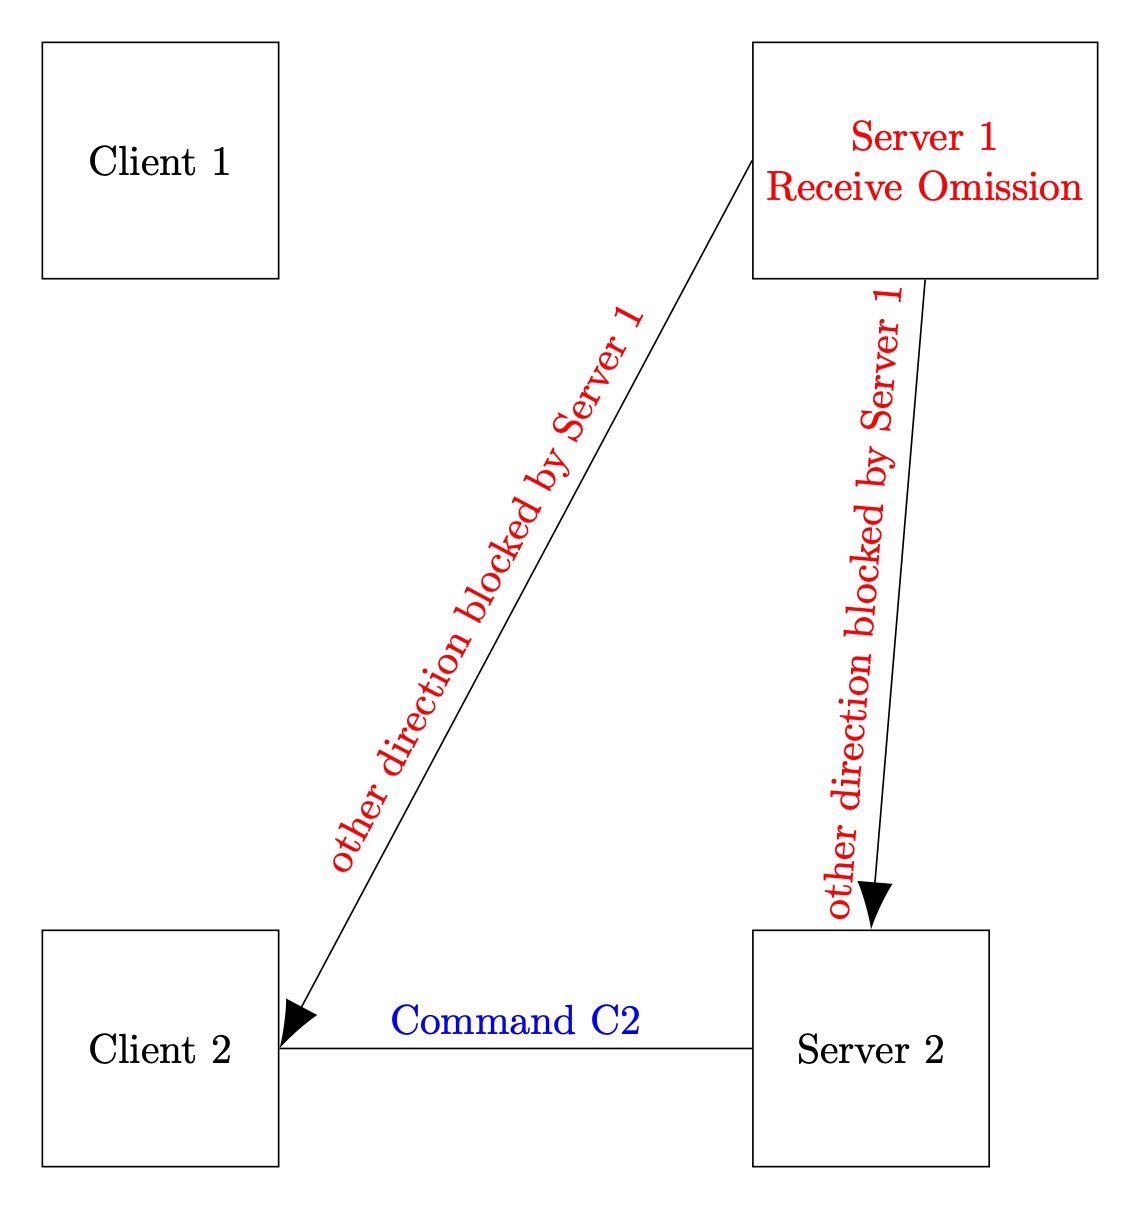 Client 1
Server 1
Receive Omission
other direction blocked by Server 1
other direction blocked by Server 1
Command C2
Client 2
Server 2